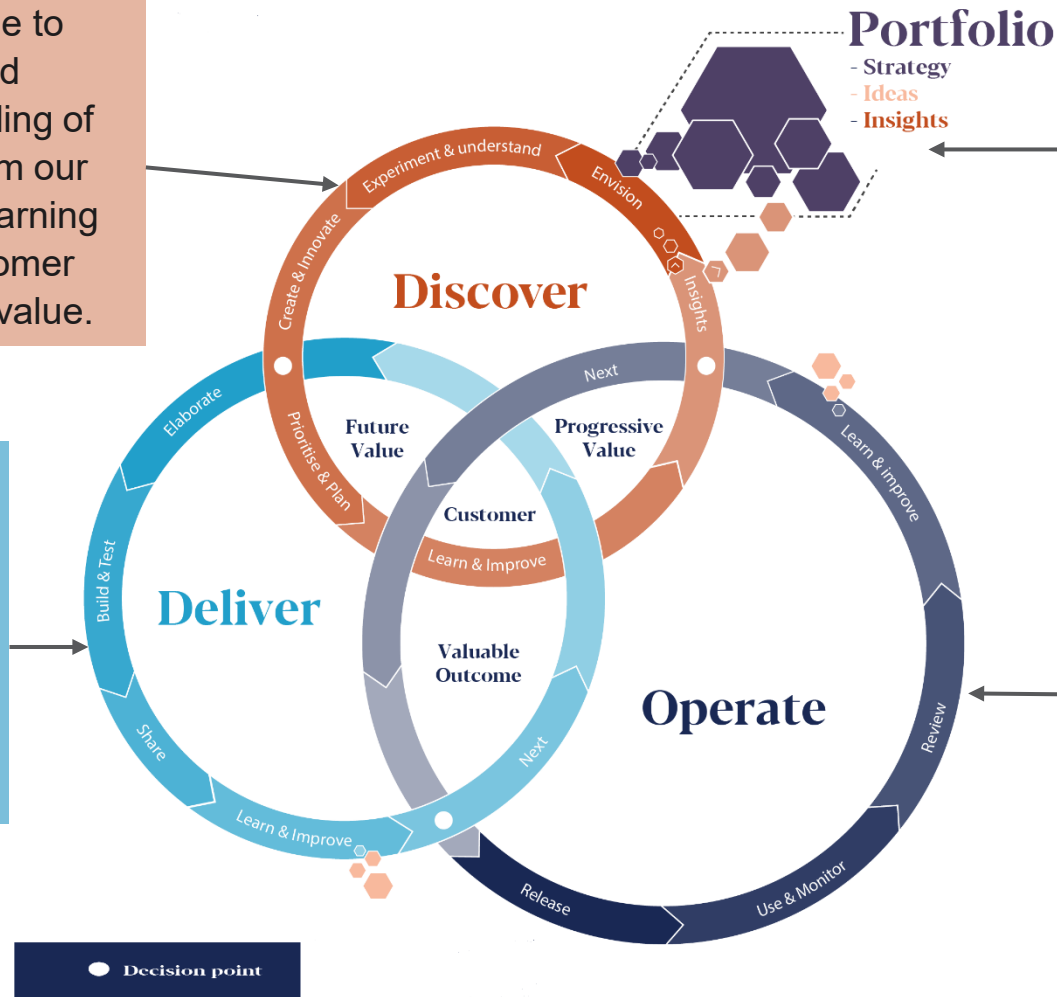 e to
d
ling of
m our
arning
omer
value.
Portfolio
- Strategy
- Ideas
- Insights
Experiment & understand
Envision
Create & Innovate
Insights
Discover
Next
Elaborate
Future
Value
Progressive
Value
Learn & improve
Prioritise & Plan
Customer
Learn & Improve
Build & Test
Deliver
Valuable
Outcome
Operate
Review
Share
Next
Learn & Improve
Use & Monitor
Release
Decision point